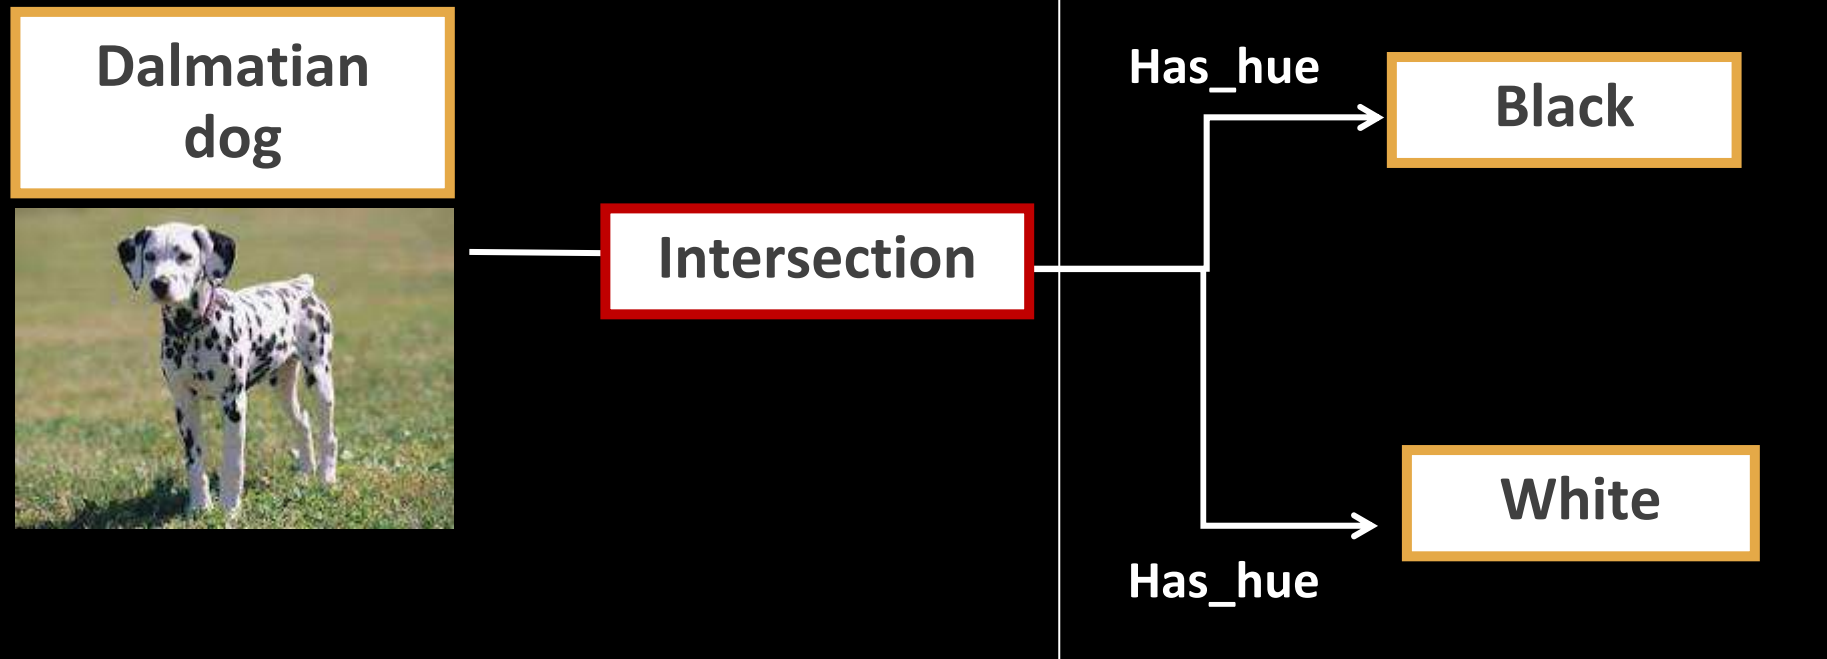 Dalmatian
dog
Intersection
Has_hue
Black
White
Has_hue